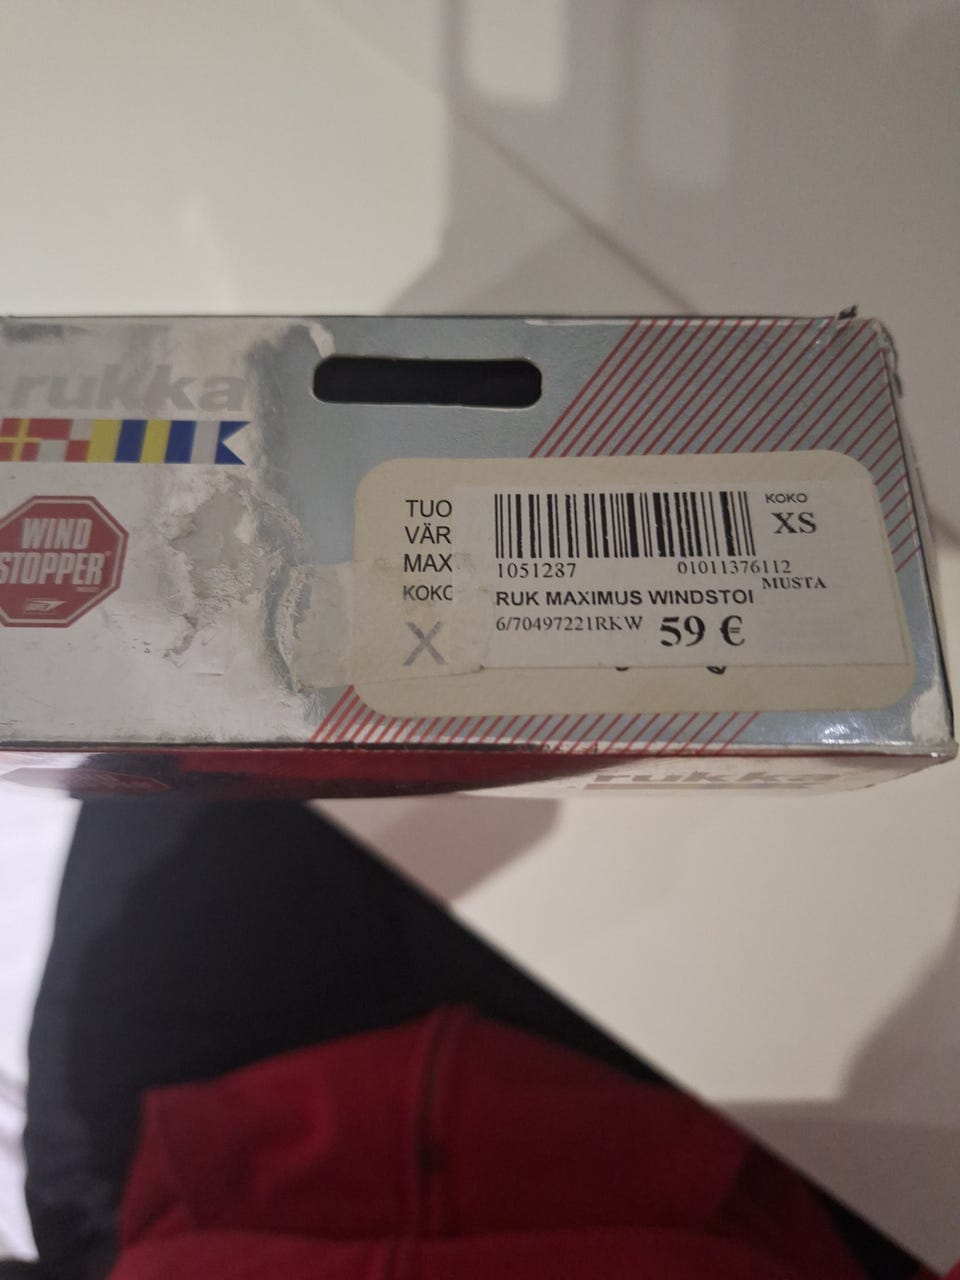 rukka
WIND
STOPPER
TUO
VÄR
MAX
KOKO
X
KOKO
XS
1051287
01011376112
MUSTA
RUK MAXIMUS WINDSTOI
6/70497221RKW
59 €
rukka